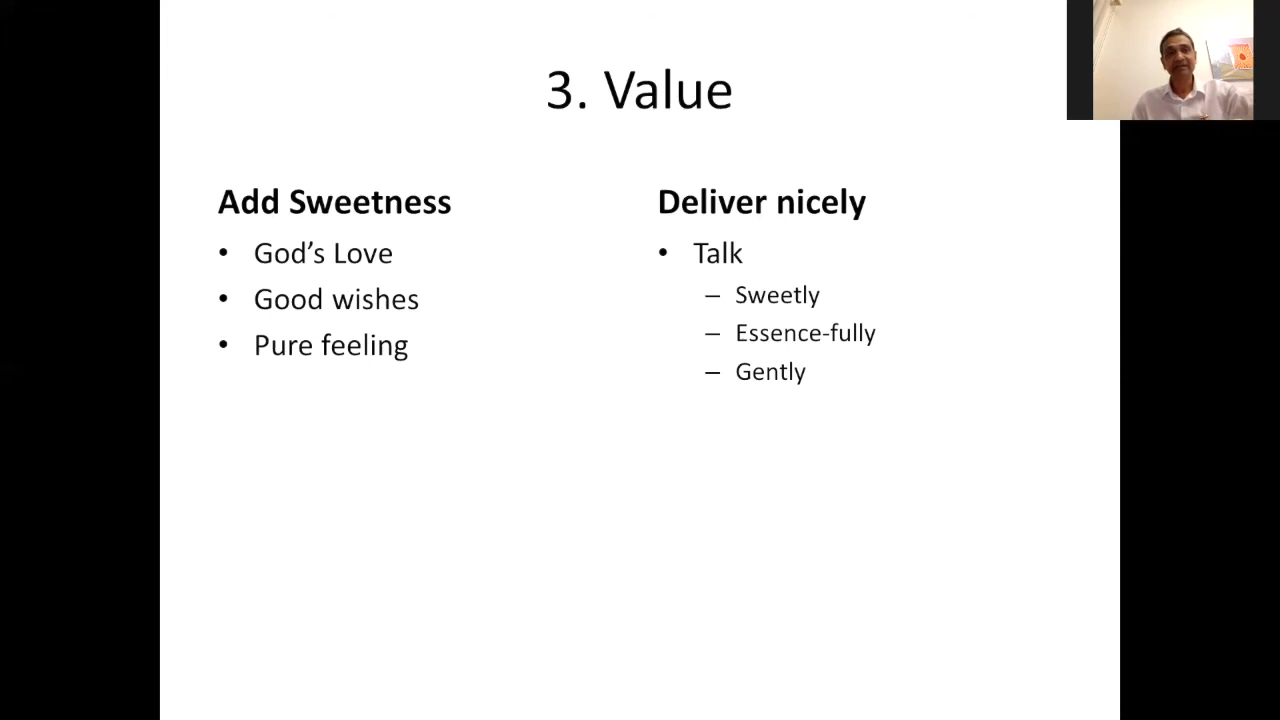 3. Value
Add Sweetness
• God’s Love
• Good wishes
• Pure feeling
Deliver nicely
• Talk
– Sweetly
– Essence-fully
– Gently